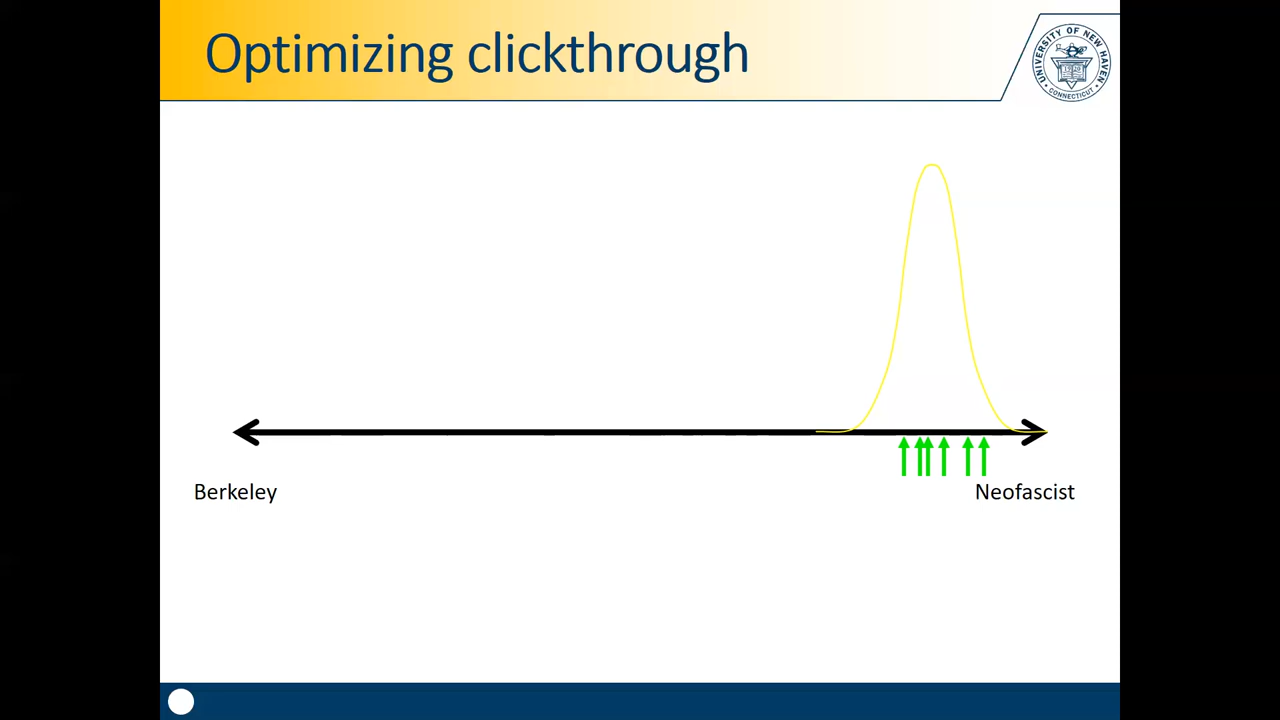 Optimizing clickthrough
UNIVERSITY OF NEW HAVEN
CONNECTICUT
Berkeley
Neofascist